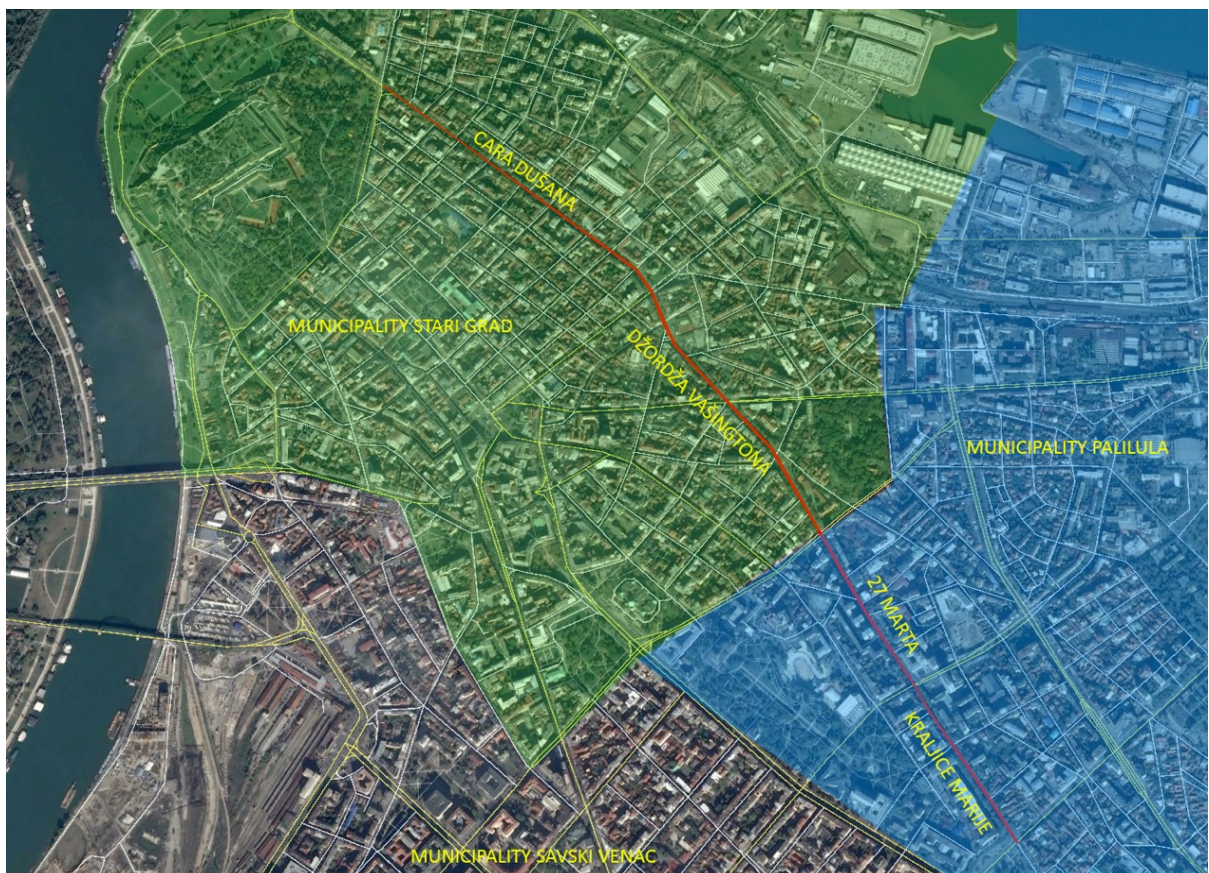 CARA DUŠANA
MUNICIPALITY STARI GRAD
DŽORDŽA VAŠINGTONA
MUNICIPALITY PALILULA
27 MARTA
KRALJICE MARIJE
MUNICIPALITY SAVSKI VENAC